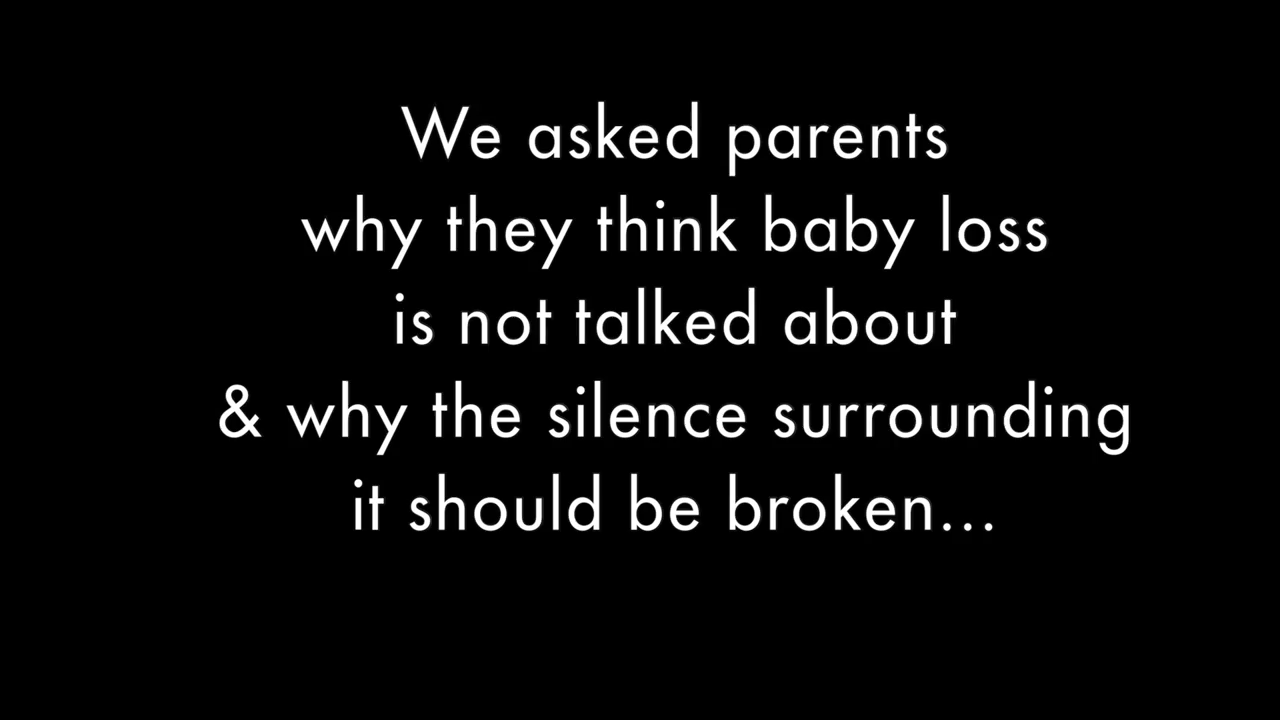 We asked parents
why they think baby loss
is not talked about
& why the silence surrounding
it should be broken...